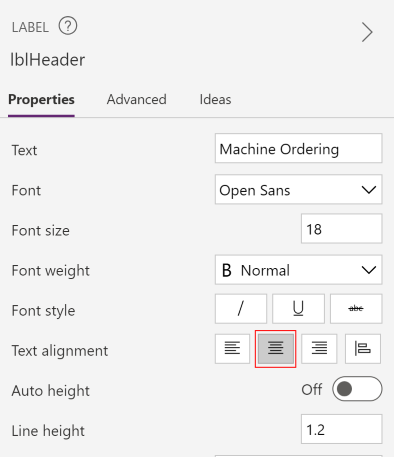 LABEL ?
lblHeader
Properties Advanced Ideas
Text Machine Ordering
Font Open Sans
Font size 18
Font weight B Normal
Font style / U abc
Text alignment
Auto height Off
Line height 1.2